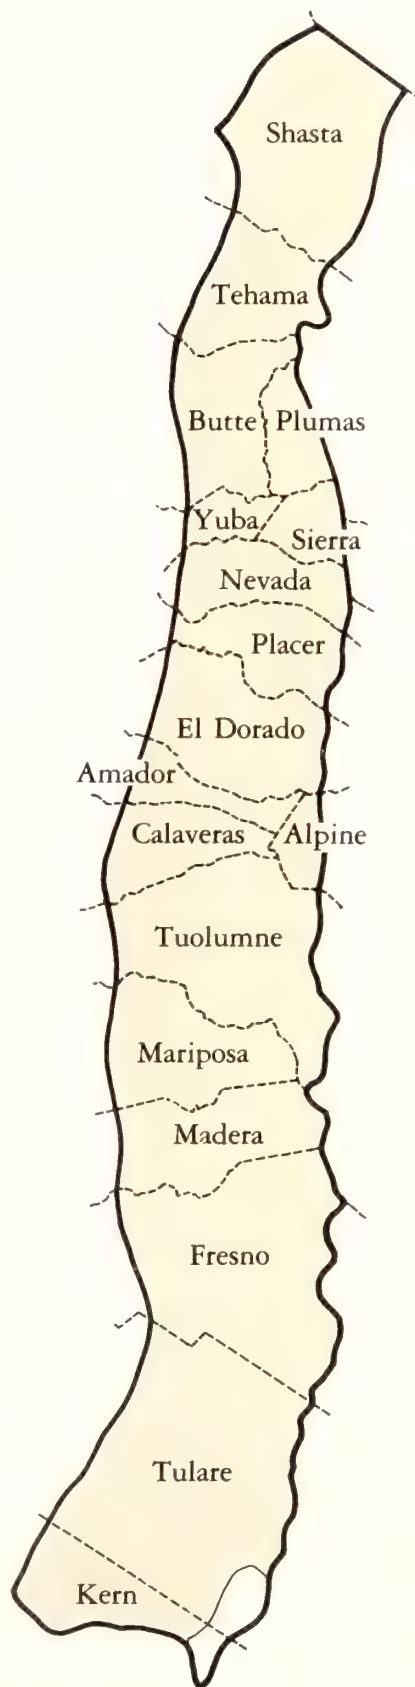 Shasta
Tehama
Butte
Plumas
Yuba
Sierra
Nevada
Placer
El Dorado
Amador
Calaveras
Alpine
Tuolumne
Mariposa
Madera
Fresno
Tulare
Kern